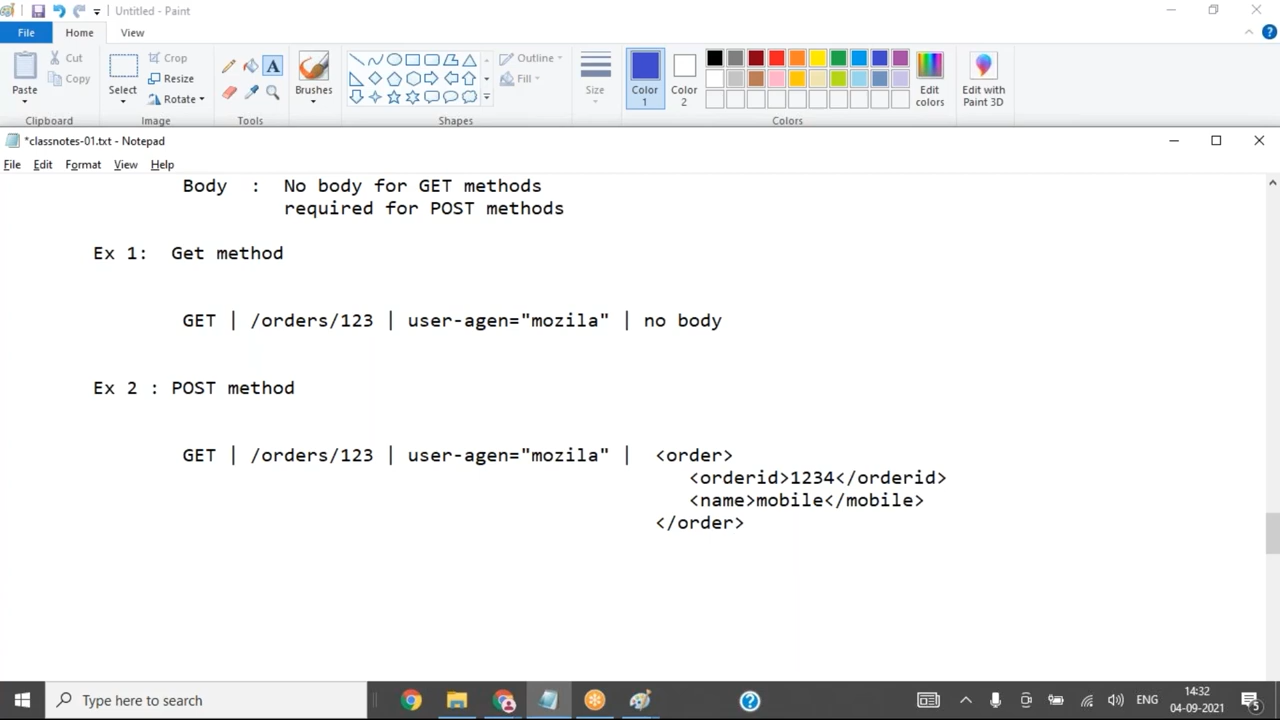 Untitled - Paint
File Home View
Cut
Copy
Paste
Clipboard
Crop
Resize
Rotate
Select
Image
A
Tools
Brushes
Outline
Fill
Shapes
Size
Color 1
Color 2
Edit colors
Edit with Paint 3D
Colors
*classnotes-01.txt - Notepad
File Edit Format View Help
Body : No body for GET methods
required for POST methods
Ex 1: Get method
GET | /orders/123 | user-agen="mozila" | no body
Ex 2 : POST method
GET | /orders/123 | user-agen="mozila" | <order>
<orderid>1234</orderid>
<name>mobile</mobile>
</order>
Type here to search
ENG
14:32
04-09-2021
5